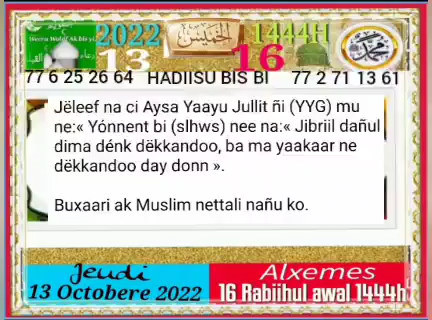 2022
الخميس
1444H
13
16
محمد
77 6 25 26 64 HADIISU BIS BI 77 2 71 13 61
Jëleef na ci Aysa Yaayu Jullit ñi (YYG) mu
ne:« Yónnent bi (slhws) nee na:« Jibriil dañul
dima dénk dëkkandoo, ba ma yaakaar ne
dëkkandoo day donn ».
Buxaari ak Muslim nettali nañu ko.
Jeudi
13 Octobere 2022
Alxemes
16 Rabiihul awal 1444h